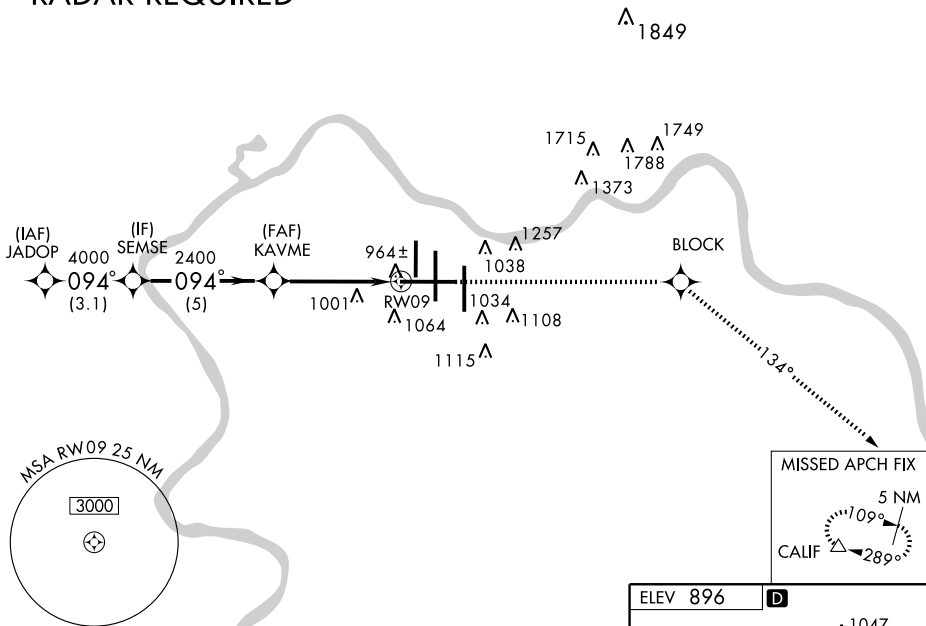 RADAR REQUIRED
1849
1715
1749
1788
1373
(IAF)
JADOP
4000
094°
(3.1)
(IF)
SEMSE
2400
094°
(5)
(FAF)
KAVME
964±
1257
1038
BLOCK
RW09
1001
1034
1064
1108
1115
134°
MSA RW09 25 NM
3000
MISSED APCH FIX
5 NM
109°
CALIF
289°
ELEV 896
D
1047